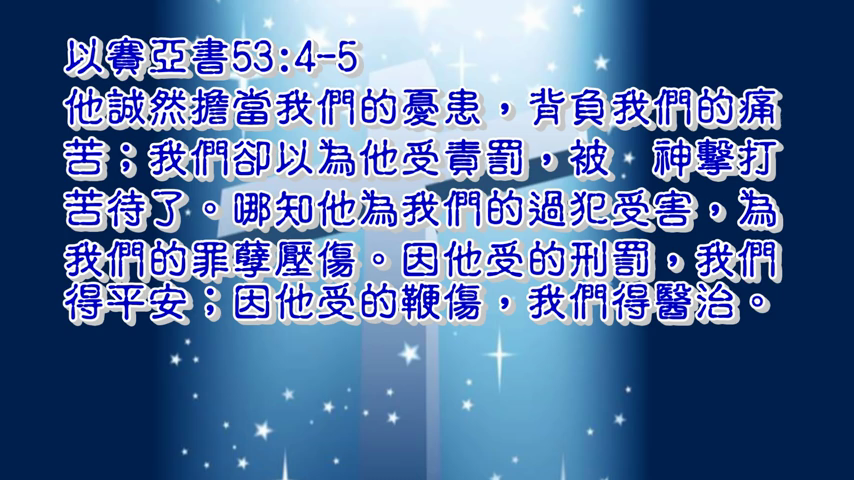 以賽亞書53:4-5
他誠然擔當我們的憂患，背負我們的痛
苦；我們卻以為他受責罰，被　神擊打
苦待了。哪知他為我們的過犯受害，為
我們的罪孽壓傷。因他受的刑罰，我們
得平安；因他受的鞭傷，我們得醫治。